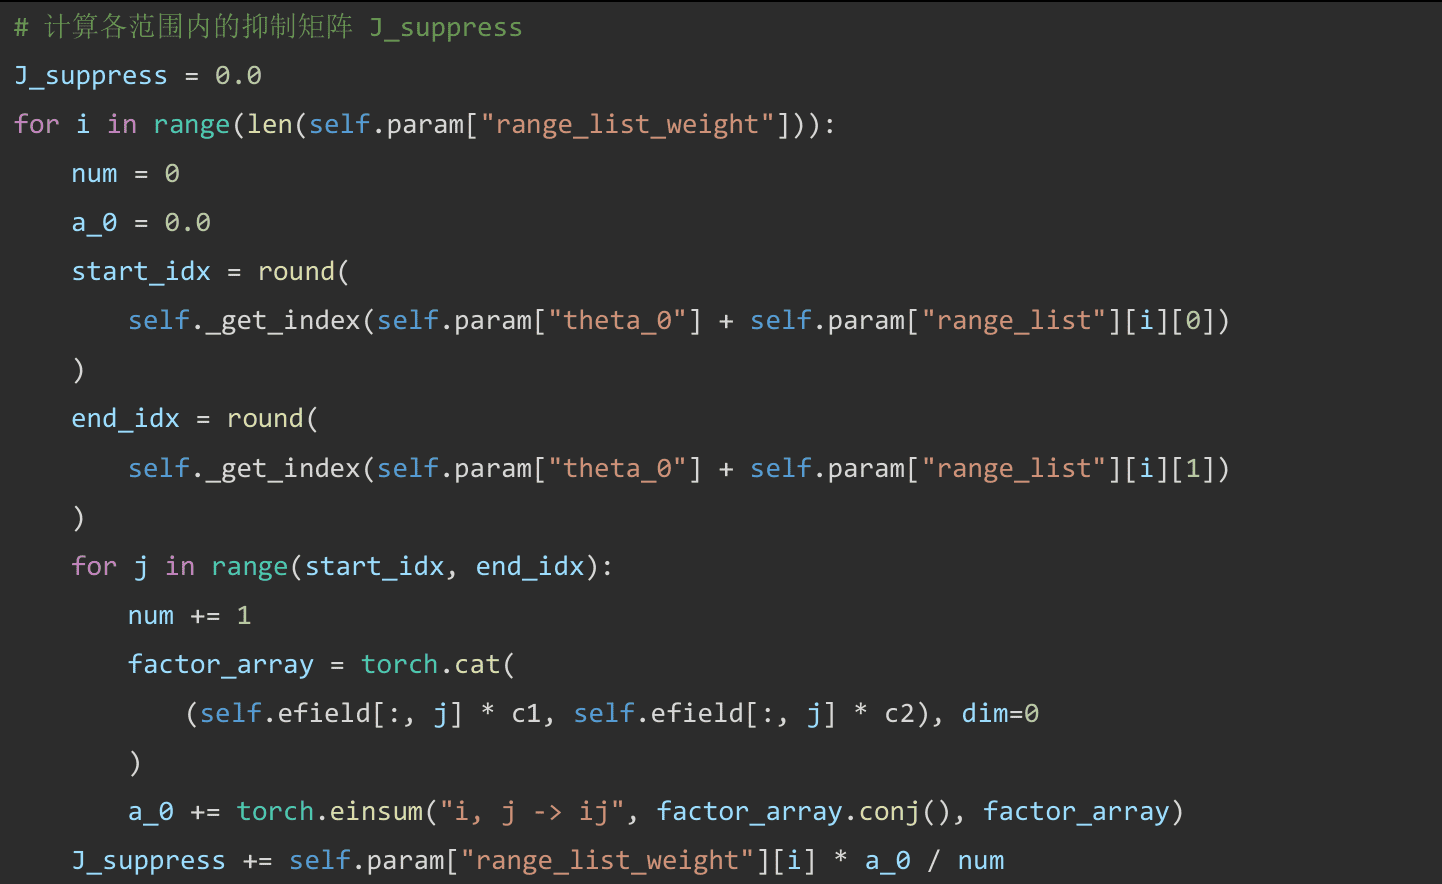 # 计算各范围内的抑制矩阵 J_suppress
J_suppress = 0.0
for i in range(len(self.param["range_list_weight"])):
    num = 0
    a_0 = 0.0
    start_idx = round(
        self._get_index(self.param["theta_0"] + self.param["range_list"][i][0])
    )
    end_idx = round(
        self._get_index(self.param["theta_0"] + self.param["range_list"][i][1])
    )
    for j in range(start_idx, end_idx):
        num += 1
        factor_array = torch.cat(
            (self.efield[:, j] * c1, self.efield[:, j] * c2), dim=0
        )
        a_0 += torch.einsum("i, j -> ij", factor_array.conj(), factor_array)
    J_suppress += self.param["range_list_weight"][i] * a_0 / num